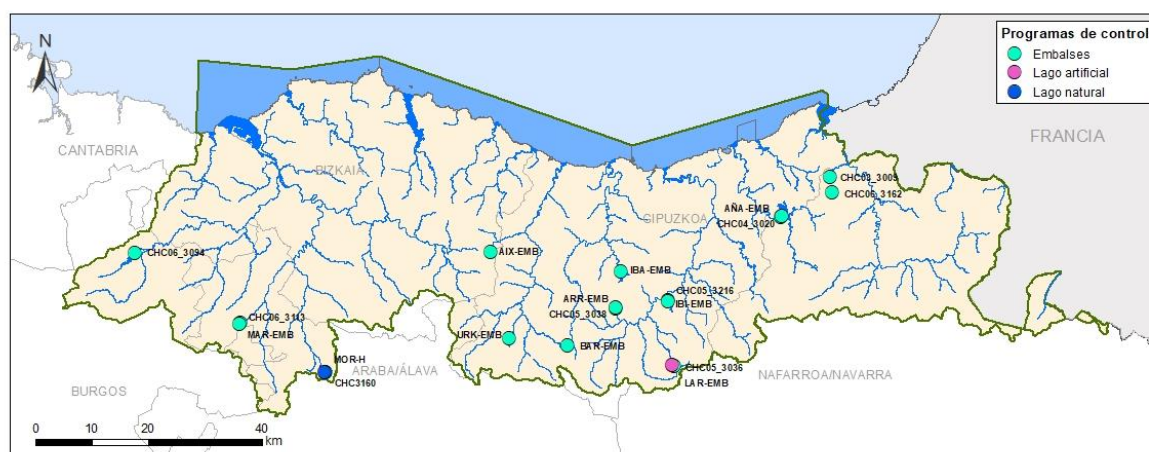 N
Programas de control
Embalses
Lago artificial
Lago natural
FRANCIA
CANTABRIA
BIZKAIA
CHC03_3005
CHC06_3162
GIPUZKOA
AÑA-EMB
CHC04_3020
CHC06_3094
AIX-EMB
IBA-EMB
CHC05_3216
ARR-EMB
IBI-EMB
CHC05_3038
CHC06_3113
MAR-EMB
URK-EMB
BAR-EMB
MOR-H
ARABA/ÁLAVA
CHC05_3036
NAFARROA/NAVARRA
CHC3160
LAR-EMB
BURGOS
0 10 20 40
km